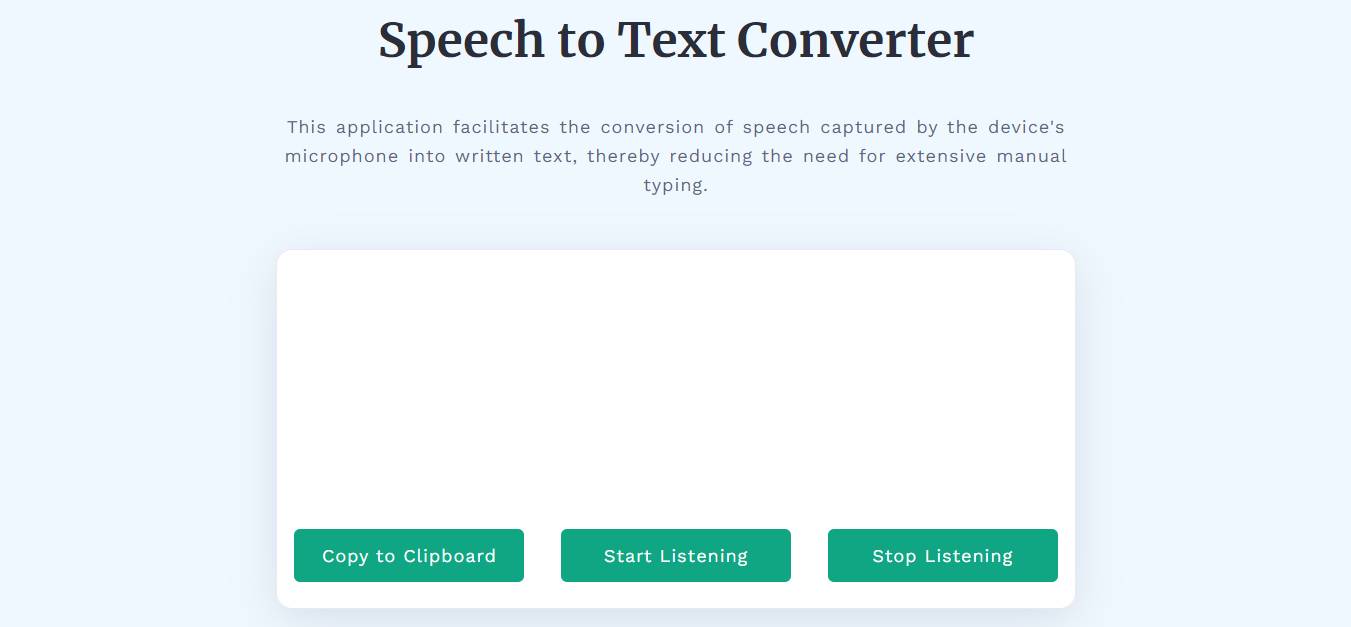 Speech to Text Converter
This application facilitates the conversion of speech captured by the device's
microphone into written text, thereby reducing the need for extensive manual
typing.
Copy to Clipboard
Start Listening
Stop Listening